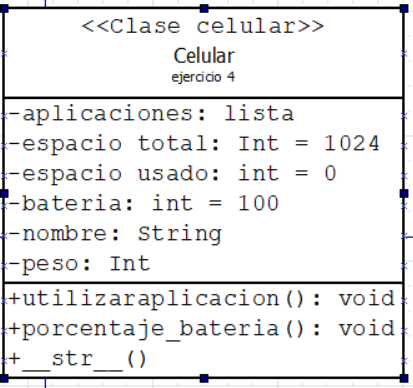 <<Clase celular>>
Celular
ejercicio 4
-aplicaciones: lista
-espacio total: Int = 1024
-espacio usado: int = 0
-bateria: int = 100
-nombre: String
-peso: Int
+utilizaraplicacion(): void
+porcentaje_bateria(): void
+__str__()